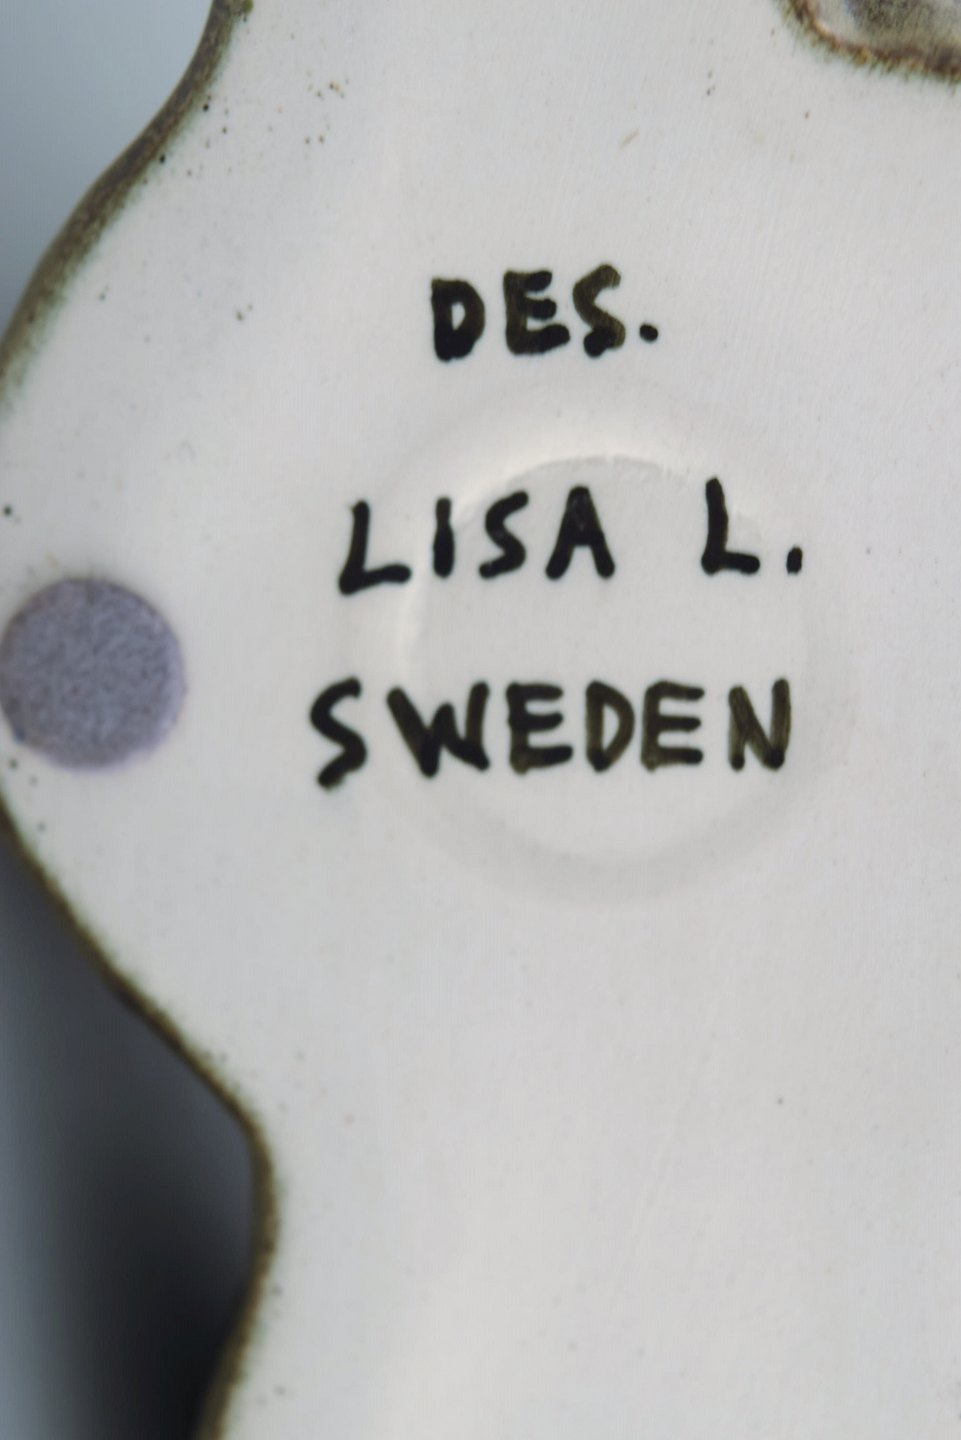 DES.
LISA L.
SWEDEN